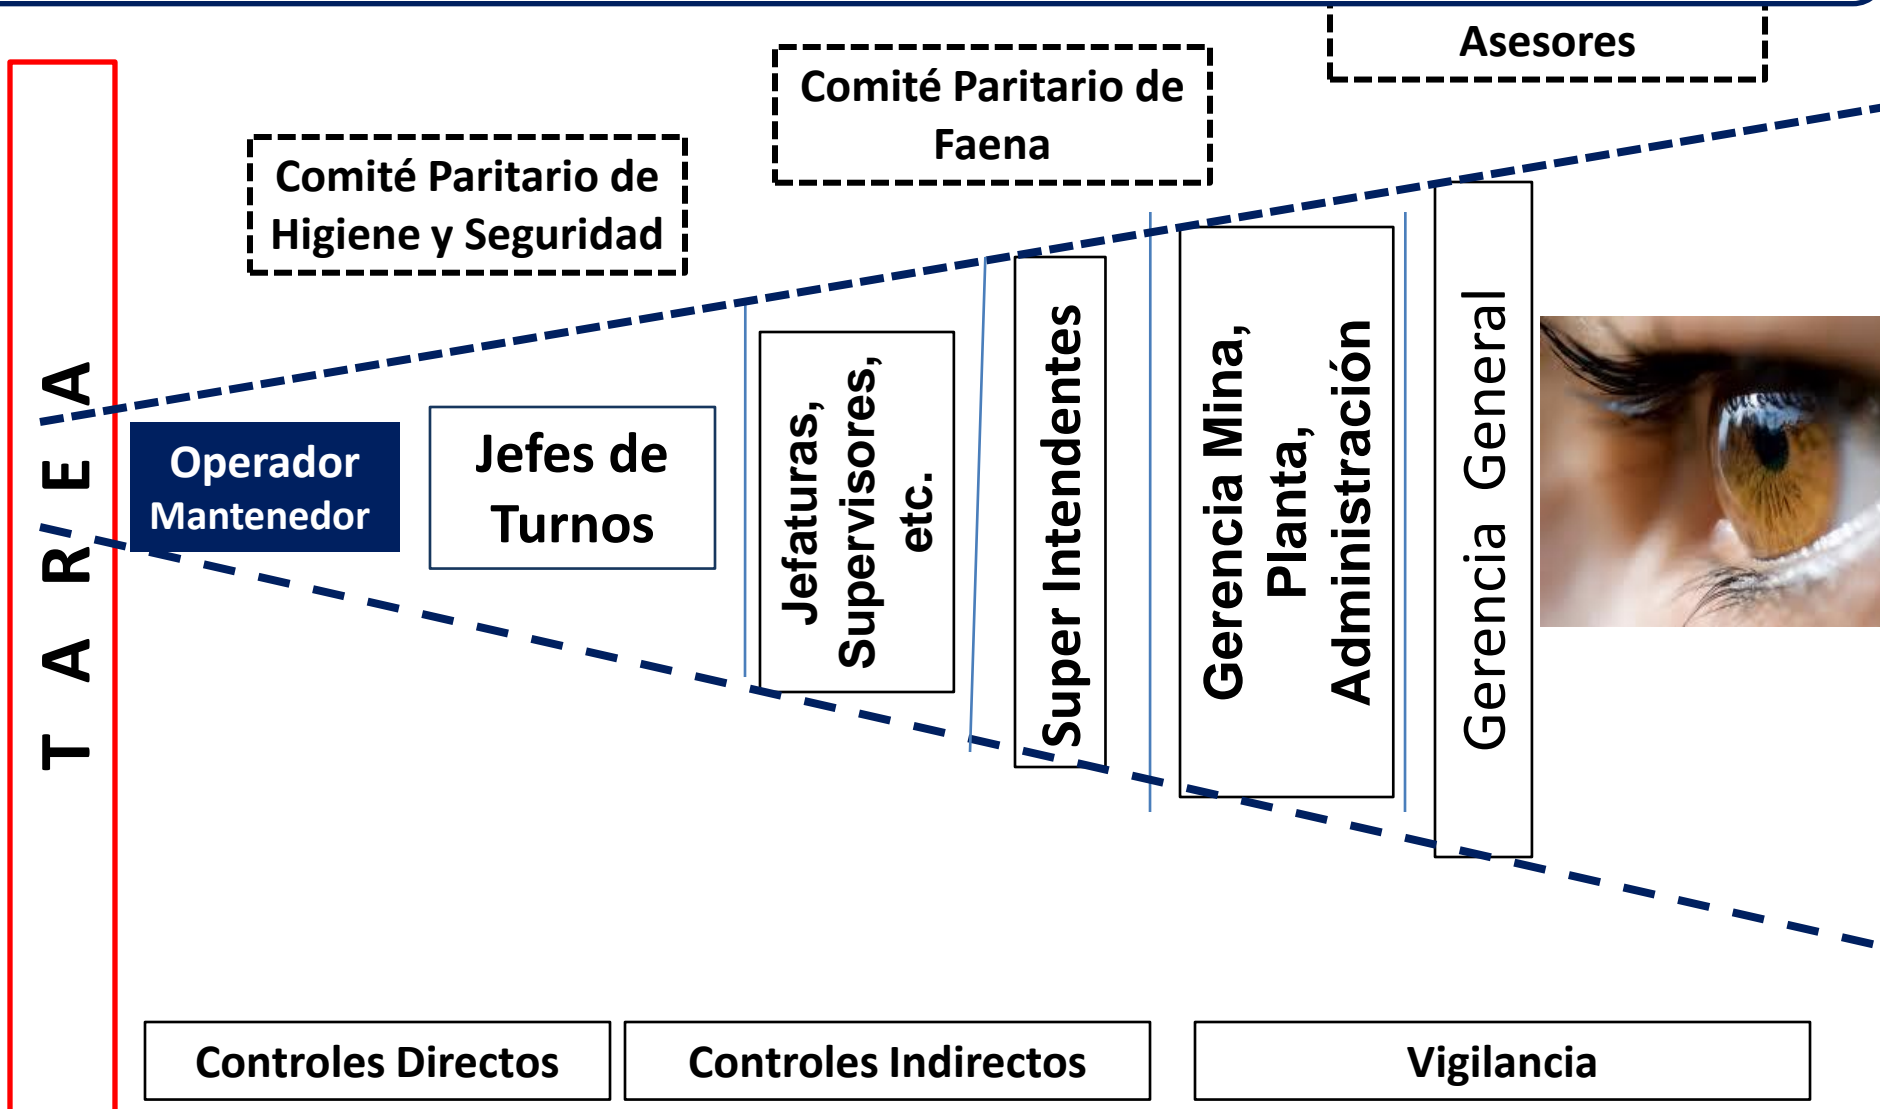 Asesores
Comité Paritario de
Faena
Comité Paritario de
Higiene y Seguridad
TAREA
Operador
Mantenedor
Jefes de
Turnos
Jefaturas,
Supervisores,
etc.
Super Intendentes
Gerencia Mina,
Planta,
Administración
Gerencia General
Controles Directos
Controles Indirectos
Vigilancia